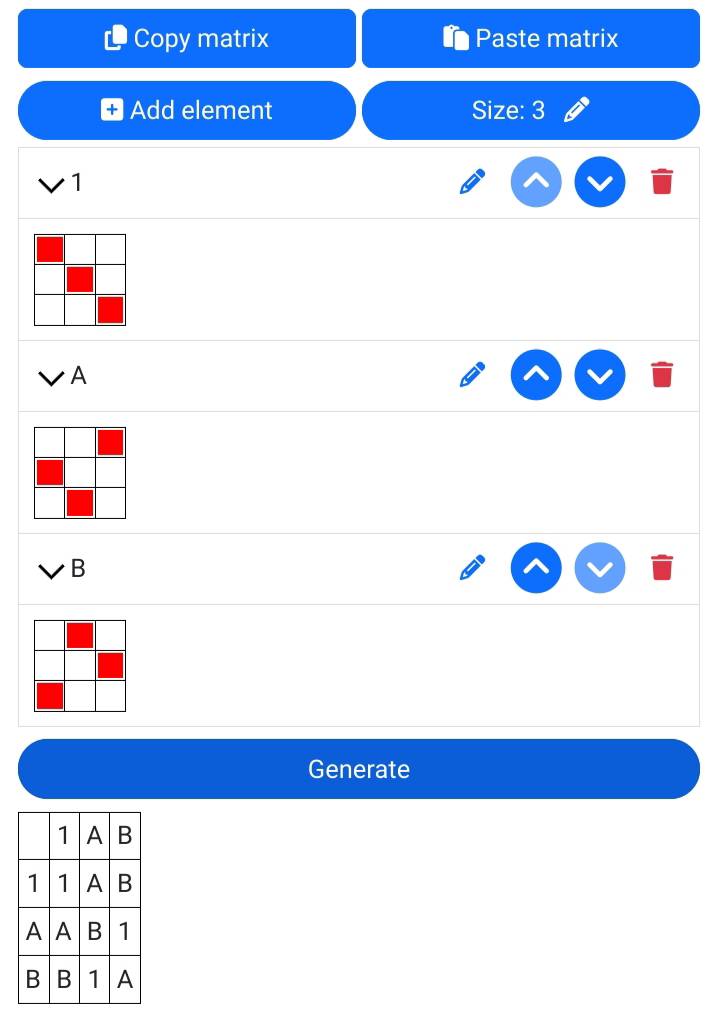 Copy matrix Paste matrix
Add element Size: 3
1
A
B
Generate
1 A B
1 1 A B
A A B 1
B B 1 A